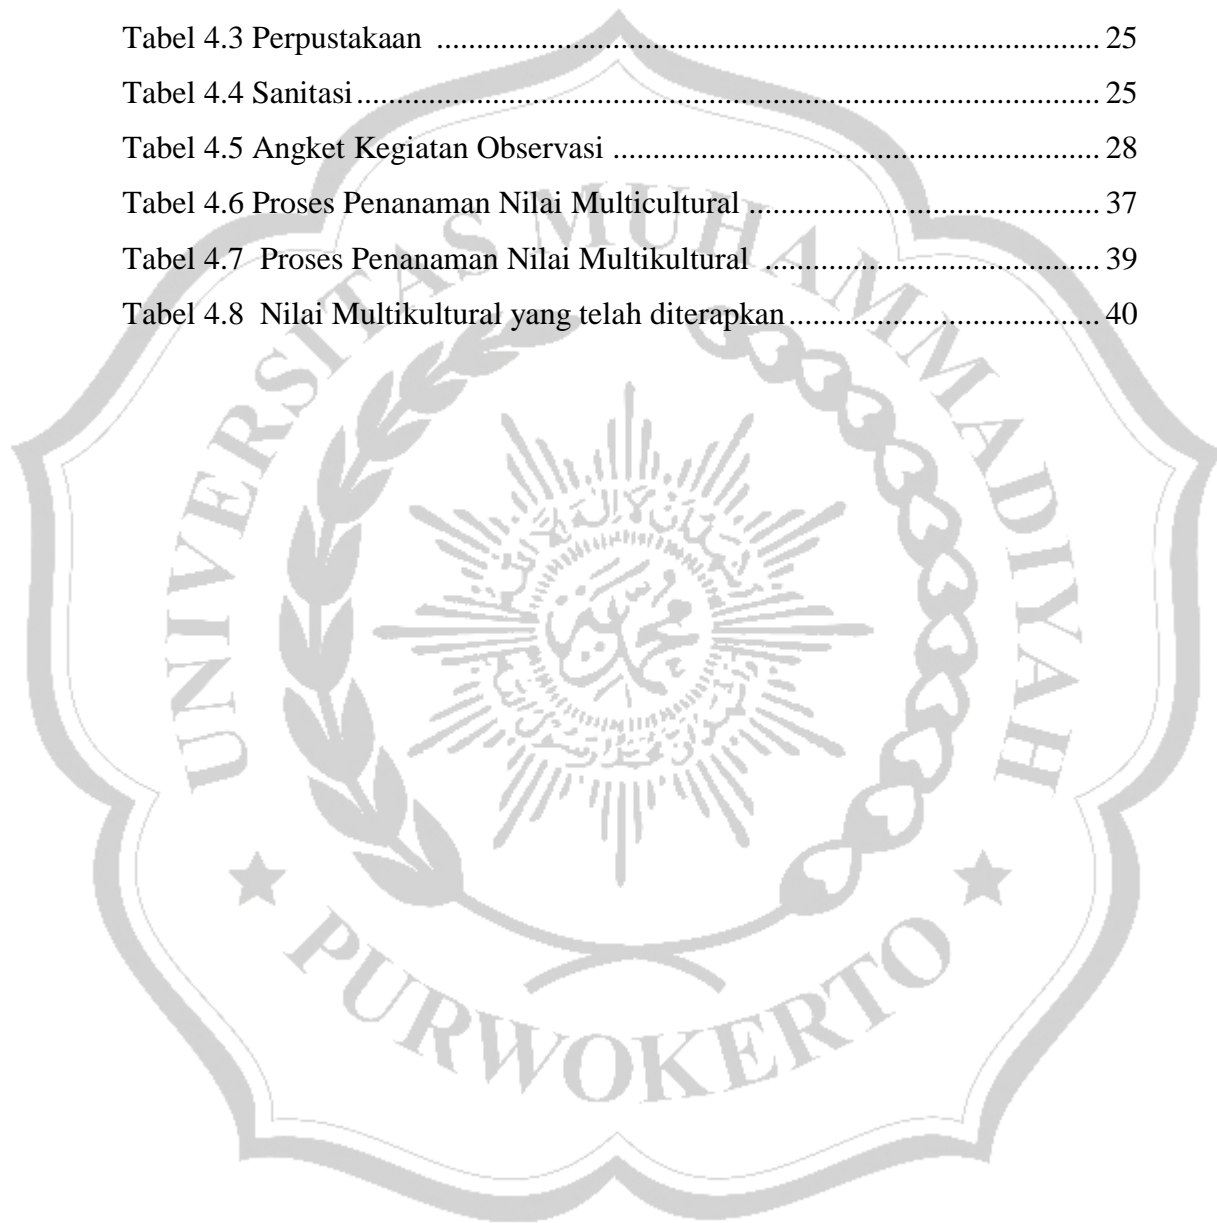 Tabel 4.3 Perpustakaan ................................................................................. 25
Tabel 4.4 Sanitasi........................................................................................... 25
Tabel 4.5 Angket Kegiatan Observasi ............................................................ 28
Tabel 4.6 Proses Penanaman Nilai Multicultural ........................................... 37
Tabel 4.7 Proses Penanaman Nilai Multikultural ......................................... 39
Tabel 4.8 Nilai Multikultural yang telah diterapkan...................................... 40
UNIVERSITAS MUHAMMADIYAH
PURWOKERTO